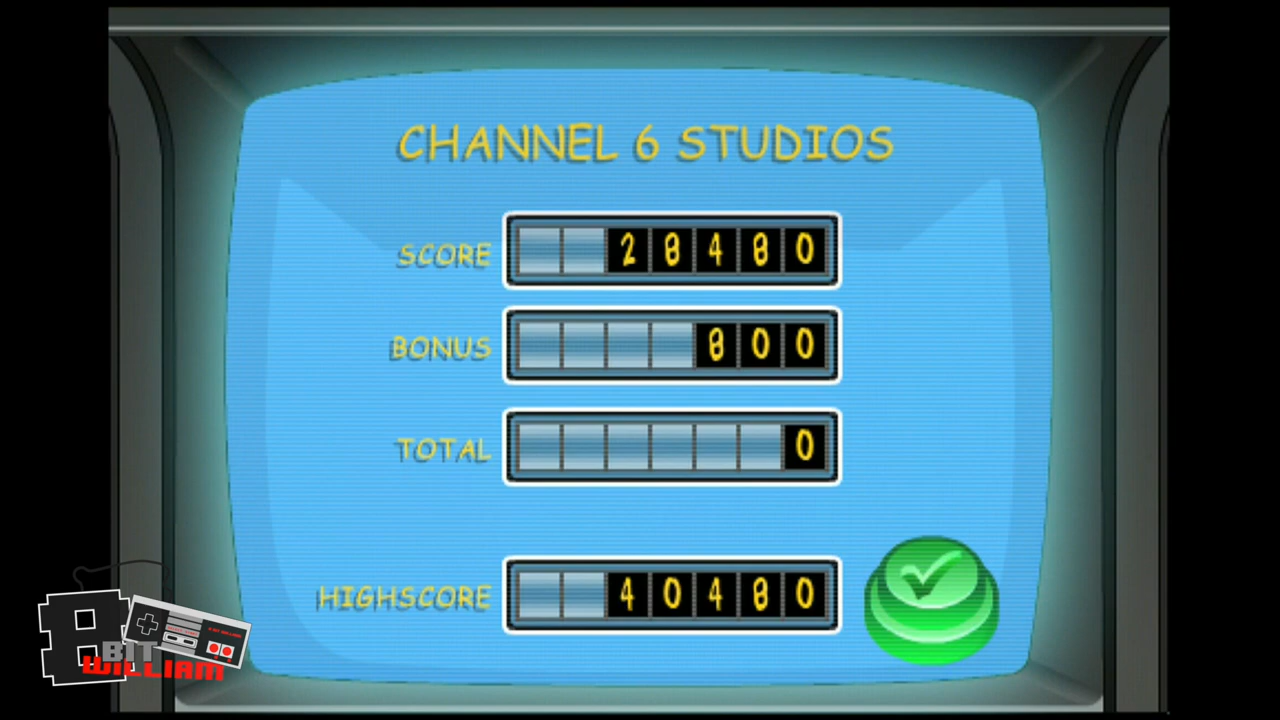 CHANNEL 6 STUDIOS
SCORE 28480
BONUS 800
TOTAL 0
HIGHSCORE 40480
8
BIT
WILLIAM